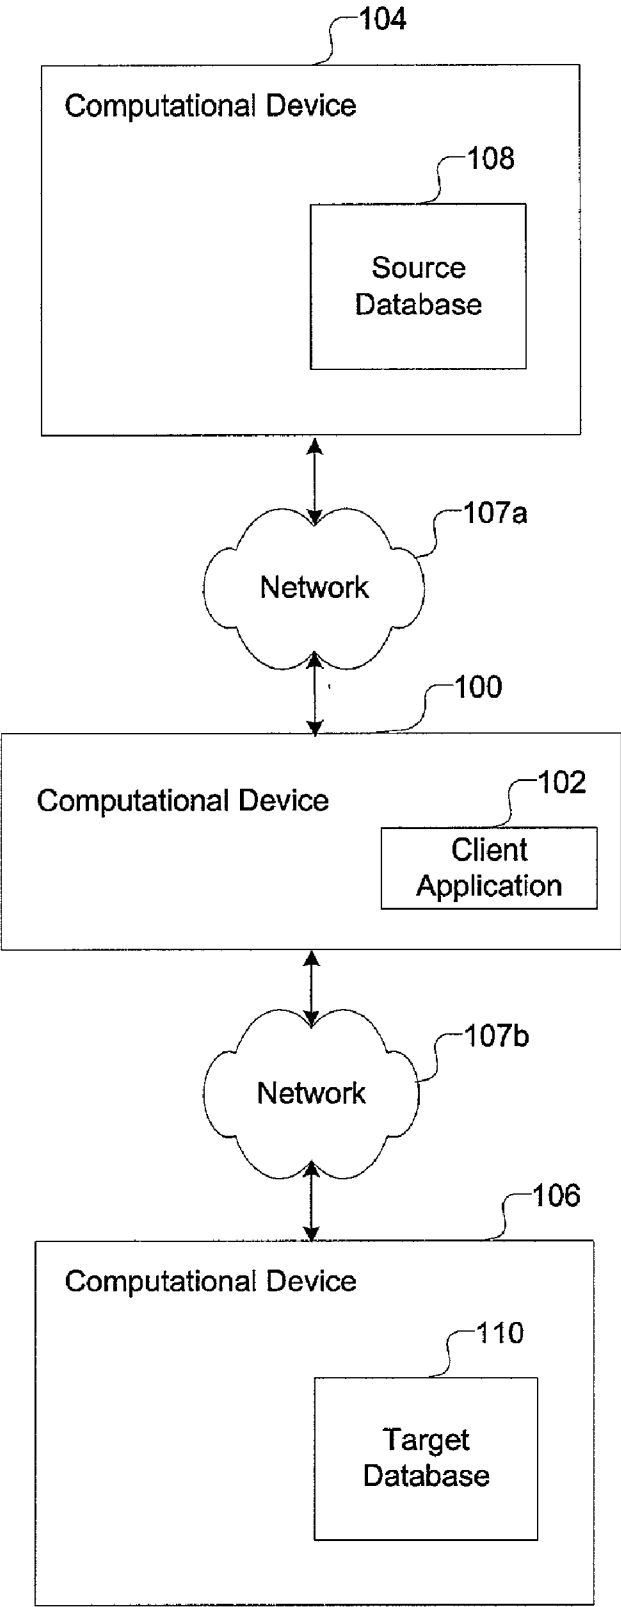 104
Computational Device
108
Source
Database
107a
Network
100
Computational Device
102
Client
Application
107b
Network
106
Computational Device
110
Target
Database